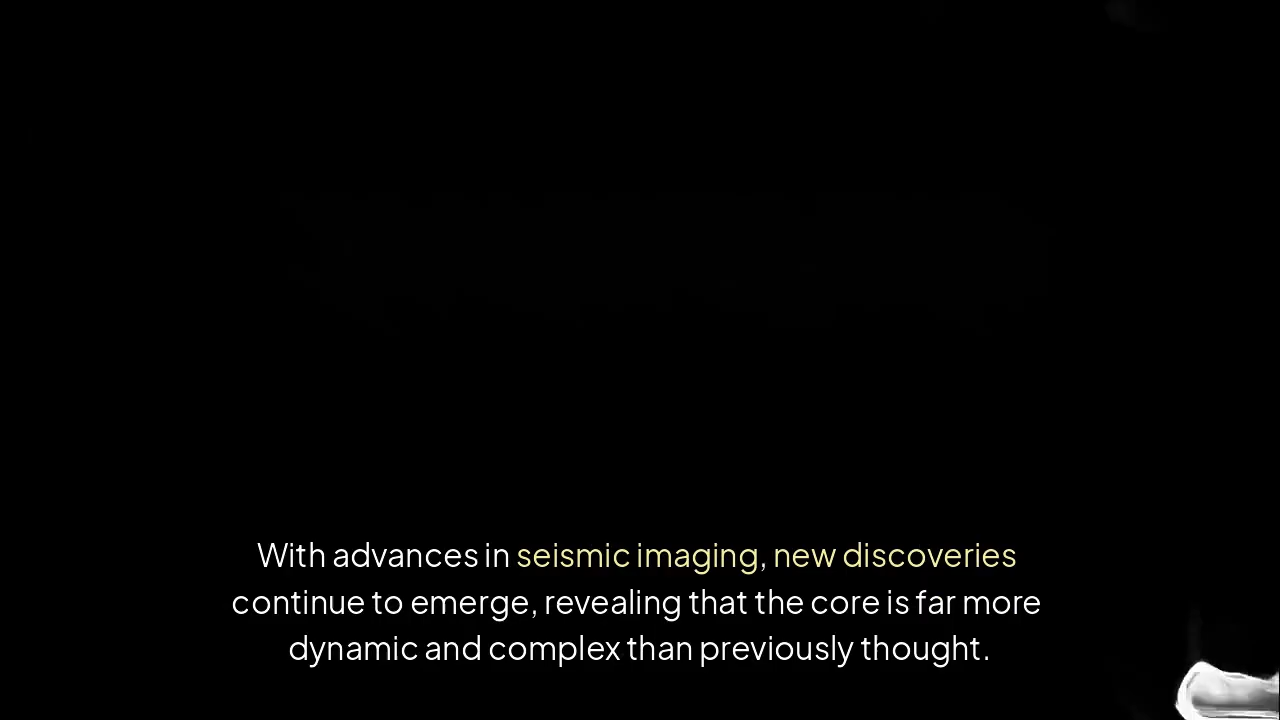 With advances in seismic imaging, new discoveries
continue to emerge, revealing that the core is far more
dynamic and complex than previously thought.